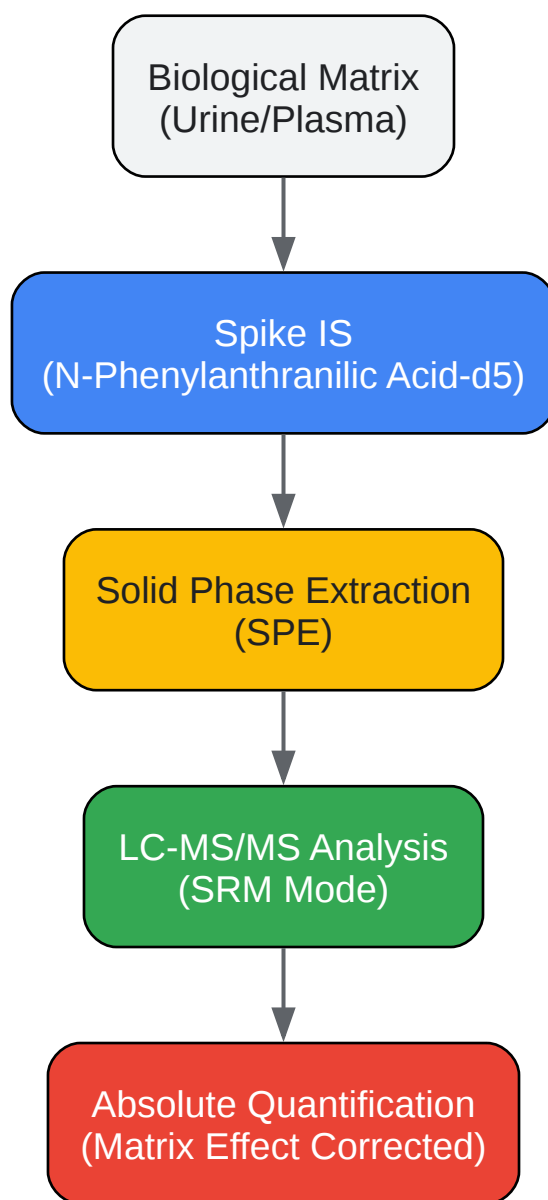 Biological Matrix
(Urine/Plasma)
Spike IS
(N-Phenylanthranilic Acid-d5)
Solid Phase Extraction
(SPE)
LC-MS/MS Analysis
(SRM Mode)
Absolute Quantification
(Matrix Effect Corrected)